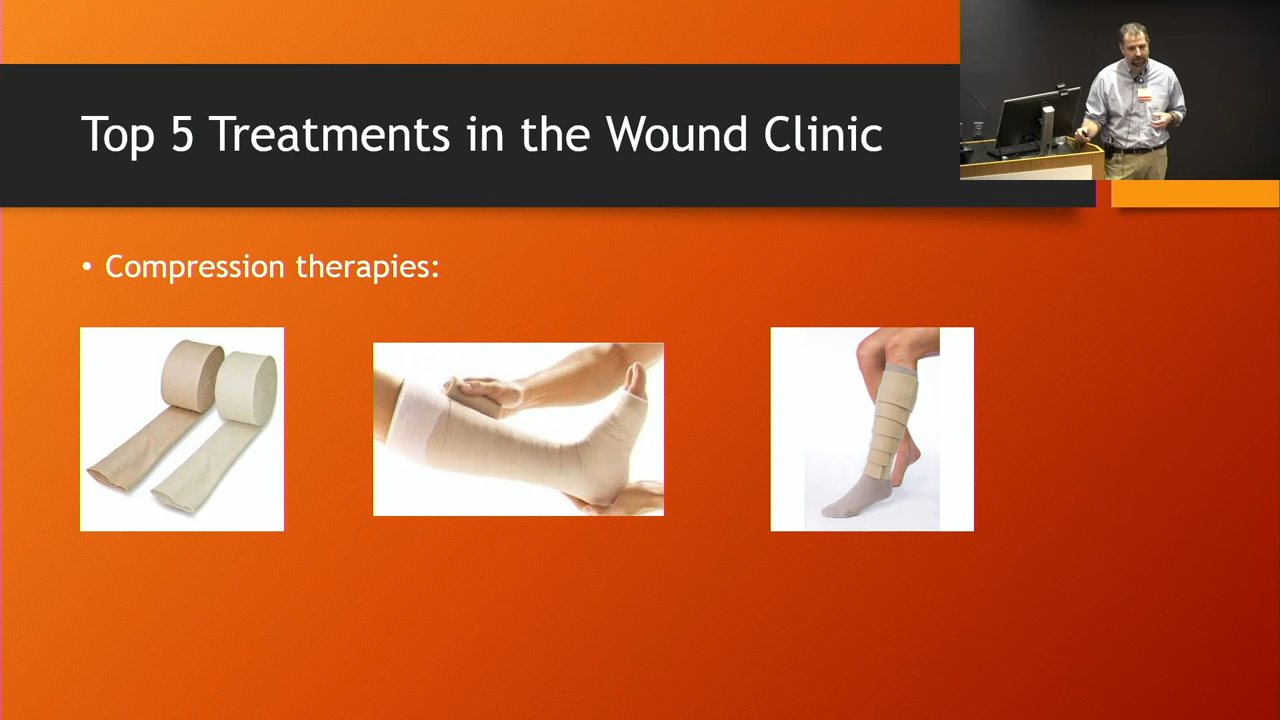 Top 5 Treatments in the Wound Clinic
• Compression therapies: